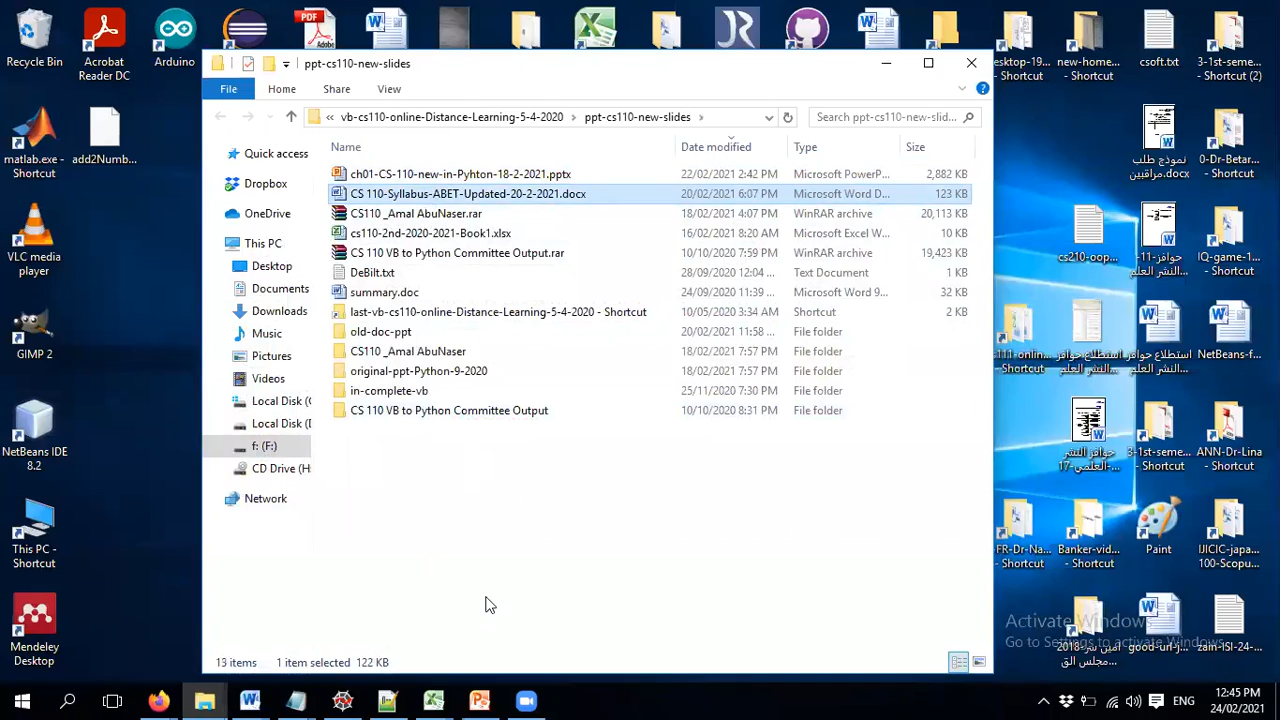 ppt-cs110-new-slides
File
Home
Share
View
« vb-cs110-online-Distance-Learning-5-4-2020 › ppt-cs110-new-slides ›
Search ppt-cs110-new-slid...
Name
Date modified
Type
Size
Quick access
Dropbox
OneDrive
This PC
Desktop
Documents
Downloads
Music
Pictures
Videos
Local Disk (
Local Disk (
f: (F:)
CD Drive (H:
Network
ch01-CS-110-new-in-Pyhton-18-2-2021.pptx 22/02/2021 2:42 PM Microsoft PowerP... 2,882 KB
CS 110-Syllabus-ABET-Updated-20-2-2021.docx 20/02/2021 6:07 PM Microsoft Word D... 123 KB
CS110 _Amal AbuNaser.rar 18/02/2021 4:07 PM WinRAR archive 20,113 KB
cs110-2nd-2020-2021-Book1.xlsx 16/02/2021 8:20 AM Microsoft Excel W... 10 KB
CS 110 VB to Python Committee Output.rar 10/10/2020 7:59 PM WinRAR archive 19,423 KB
DeBilt.txt 28/09/2020 12:04 ... Text Document 1 KB
summary.doc 24/09/2020 11:39 ... Microsoft Word 9... 32 KB
last-vb-cs110-online-Distance-Learning-5-4-2020 - Shortcut 10/05/2020 3:34 AM Shortcut 2 KB
old-doc-ppt 20/02/2021 11:58 ... File folder
CS110 _Amal AbuNaser 18/02/2021 7:57 PM File folder
original-ppt-Python-9-2020 18/02/2021 7:57 PM File folder
in-complete-vb 25/11/2020 7:30 PM File folder
CS 110 VB to Python Committee Output 10/10/2020 8:31 PM File folder
13 items 1 item selected 122 KB
Recycle Bin
Acrobat
Reader DC
Arduino
PDF
Adobe
matlab.exe -
Shortcut
add2Numb...
VLC media
player
GIMP 2
NetBeans IDE
8.2
This PC -
Shortcut
Mendeley
Desktop
desktop-19...
- Shortcut
new-home...
- Shortcut
csoft.txt
3-1st-seme...
- Shortcut (2)
نموذج طلب
مراقبين.docx...
0-Dr-Betar...
- Shortcut
cs210-oop...
IQ-game-1...
- Shortcut
NetBeans-f...
3-1st-seme...
- Shortcut
ANN-Dr-Lina
- Shortcut
FR-Dr-Na...
Shortcut
Banker-vid...
- Shortcut
Paint
IJICIC-japa...
100-Scopu...
good-url-j...
- Shortcut
zain-ISI-24-...
Activate Windows
Go to Settings to activate Windows
ENG
12:45 PM
24/02/2021